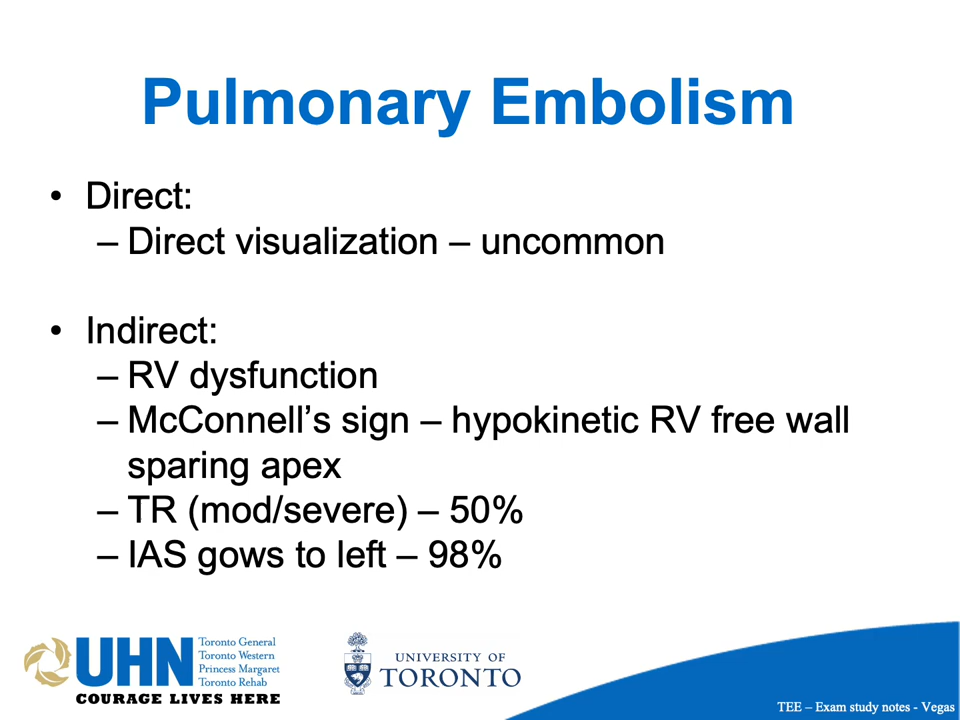 Pulmonary Embolism
• Direct:
– Direct visualization – uncommon
• Indirect:
– RV dysfunction
– McConnell’s sign – hypokinetic RV free wall
sparing apex
– TR (mod/severe) – 50%
– IAS gows to left – 98%
UHN
Toronto General
Toronto Western
Princess Margaret
Toronto Rehab
COURAGE LIVES HERE
UNIVERSITY OF
TORONTO
TEE – Exam study notes - Vegas